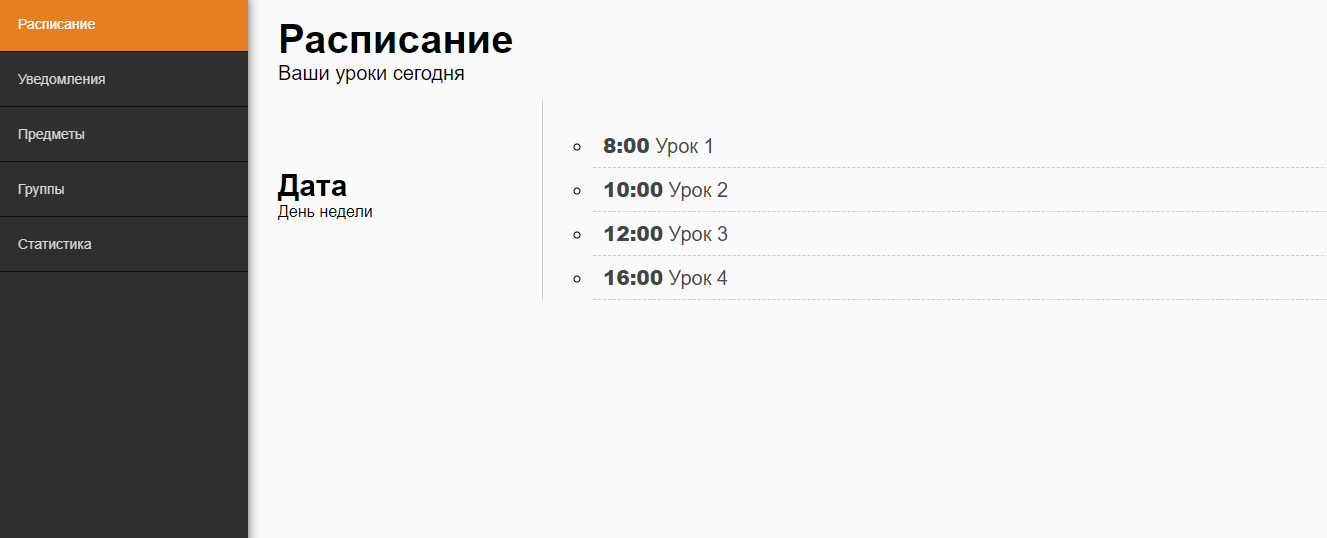 Расписание
Уведомления
Предметы
Группы
Статистика
Расписание
Ваши уроки сегодня
Дата
День недели
8:00 Урок 1
10:00 Урок 2
12:00 Урок 3
16:00 Урок 4